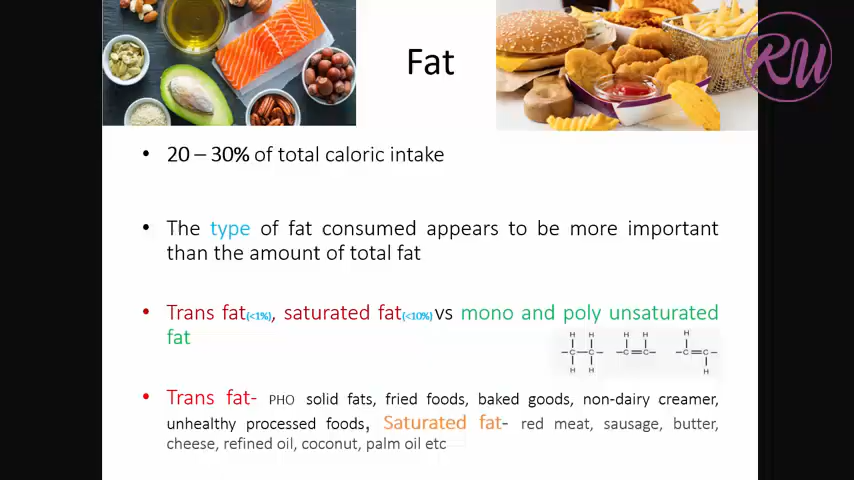 Fat
RU
• 20 – 30% of total caloric intake
• The type of fat consumed appears to be more important
than the amount of total fat
• Trans fat(<1%), saturated fat(<10%) vs mono and poly unsaturated
fat
H H H H H
–C–C– –C=C– –C=C–
H H H
• Trans fat- PHO solid fats, fried foods, baked goods, non-dairy creamer,
unhealthy processed foods, Saturated fat- red meat, sausage, butter,
cheese, refined oil, coconut, palm oil etc